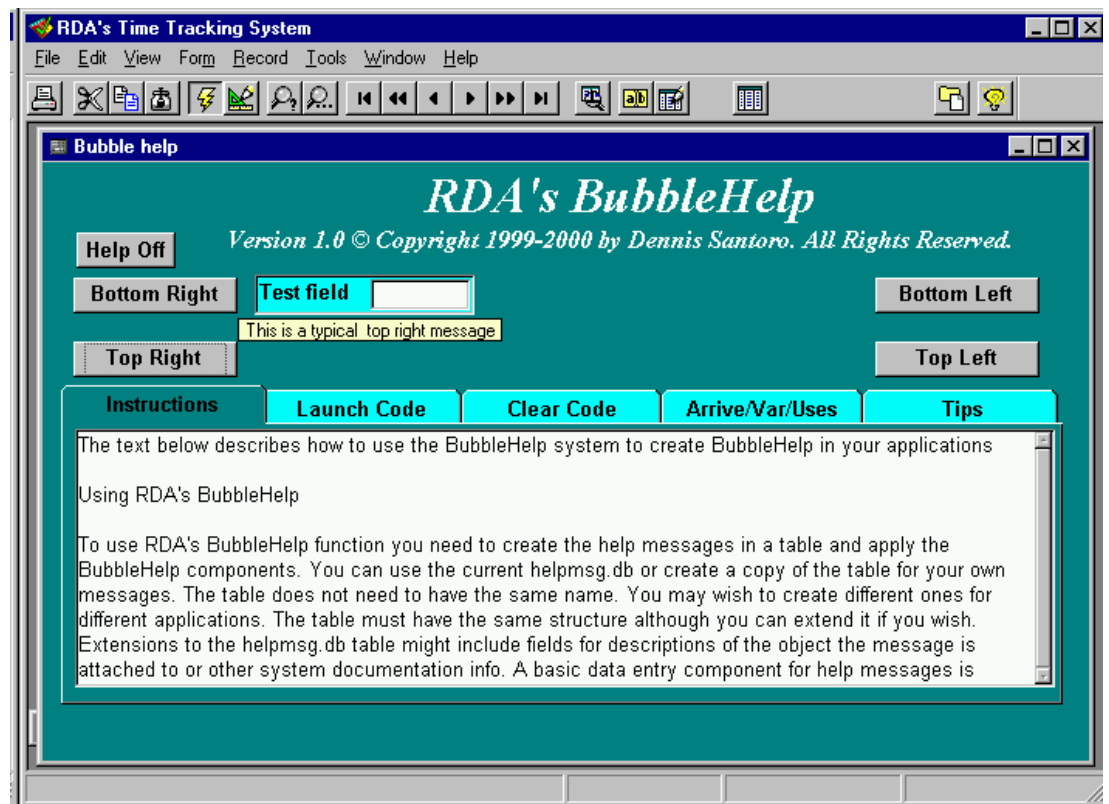 RDA's Time Tracking System
File Edit View Form Record Tools Window Help
Bubble help
RDA's BubbleHelp
Version 1.0 © Copyright 1999-2000 by Dennis Santoro. All Rights Reserved.
Help Off
Bottom Right Test field Bottom Left
This is a typical top right message
Top Right Top Left
Instructions Launch Code Clear Code Arrive/Var/Uses Tips
The text below describes how to use the BubbleHelp system to create BubbleHelp in your applications
Using RDA's BubbleHelp
To use RDA's BubbleHelp function you need to create the help messages in a table and apply the
BubbleHelp components. You can use the current helpmsg.db or create a copy of the table for your own
messages. The table does not need to have the same name. You may wish to create different ones for
different applications. The table must have the same structure although you can extend it if you wish.
Extensions to the helpmsg.db table might include fields for descriptions of the object the message is
attached to or other system documentation info. A basic data entry component for help messages is